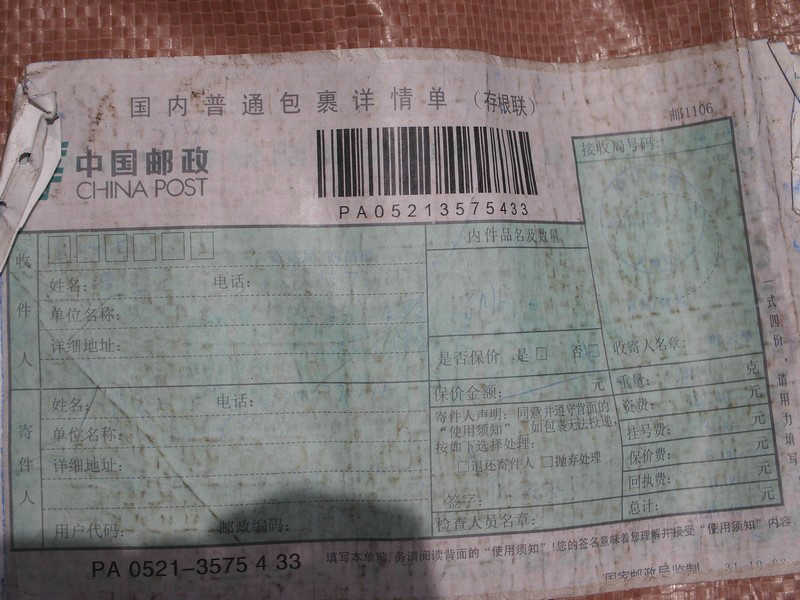 国内普通包裹详情单（存根联）
邮1106
中国邮政
CHINA POST
PA05213575433
接收局号码：
收件人
姓名：
电话：
单位名称：
详细地址：
内件品名及数量
是否保价 是□ 否□
收寄人名章：
寄件人
姓名：
电话：
单位名称：
详细地址：
用户代码：
邮政编码：
保价金额： 元
寄件人声明：同意并遵守背面的
“使用须知” 如包裹无法投递，
按如下选择处理：
□退还寄件人 □抛弃处理
签字：
检查人员名章：
重量： 克
资费： 元
挂号费： 元
保价费： 元
回执费： 元
总计： 元
一式四份，请用力填写
PA 0521-3575 4 33
填写本单前，务请阅读背面的“使用须知”！您的签名意味着您理解并接受“使用须知”内容
国家邮政局监制